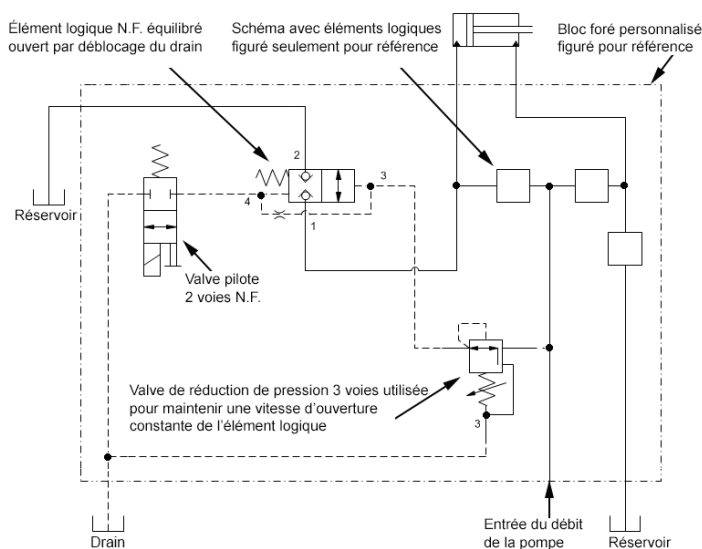 Élément logique N.F. équilibré
ouvert par déblocage du drain
Schéma avec éléments logiques
figuré seulement pour référence
Bloc foré personnalisé
figuré pour référence
2
3
4
1
Réservoir
Valve pilote
2 voies N.F.
Valve de réduction de pression 3 voies utilisée
pour maintenir une vitesse d'ouverture
constante de l'élément logique
3
Drain
Entrée du débit
de la pompe
Réservoir